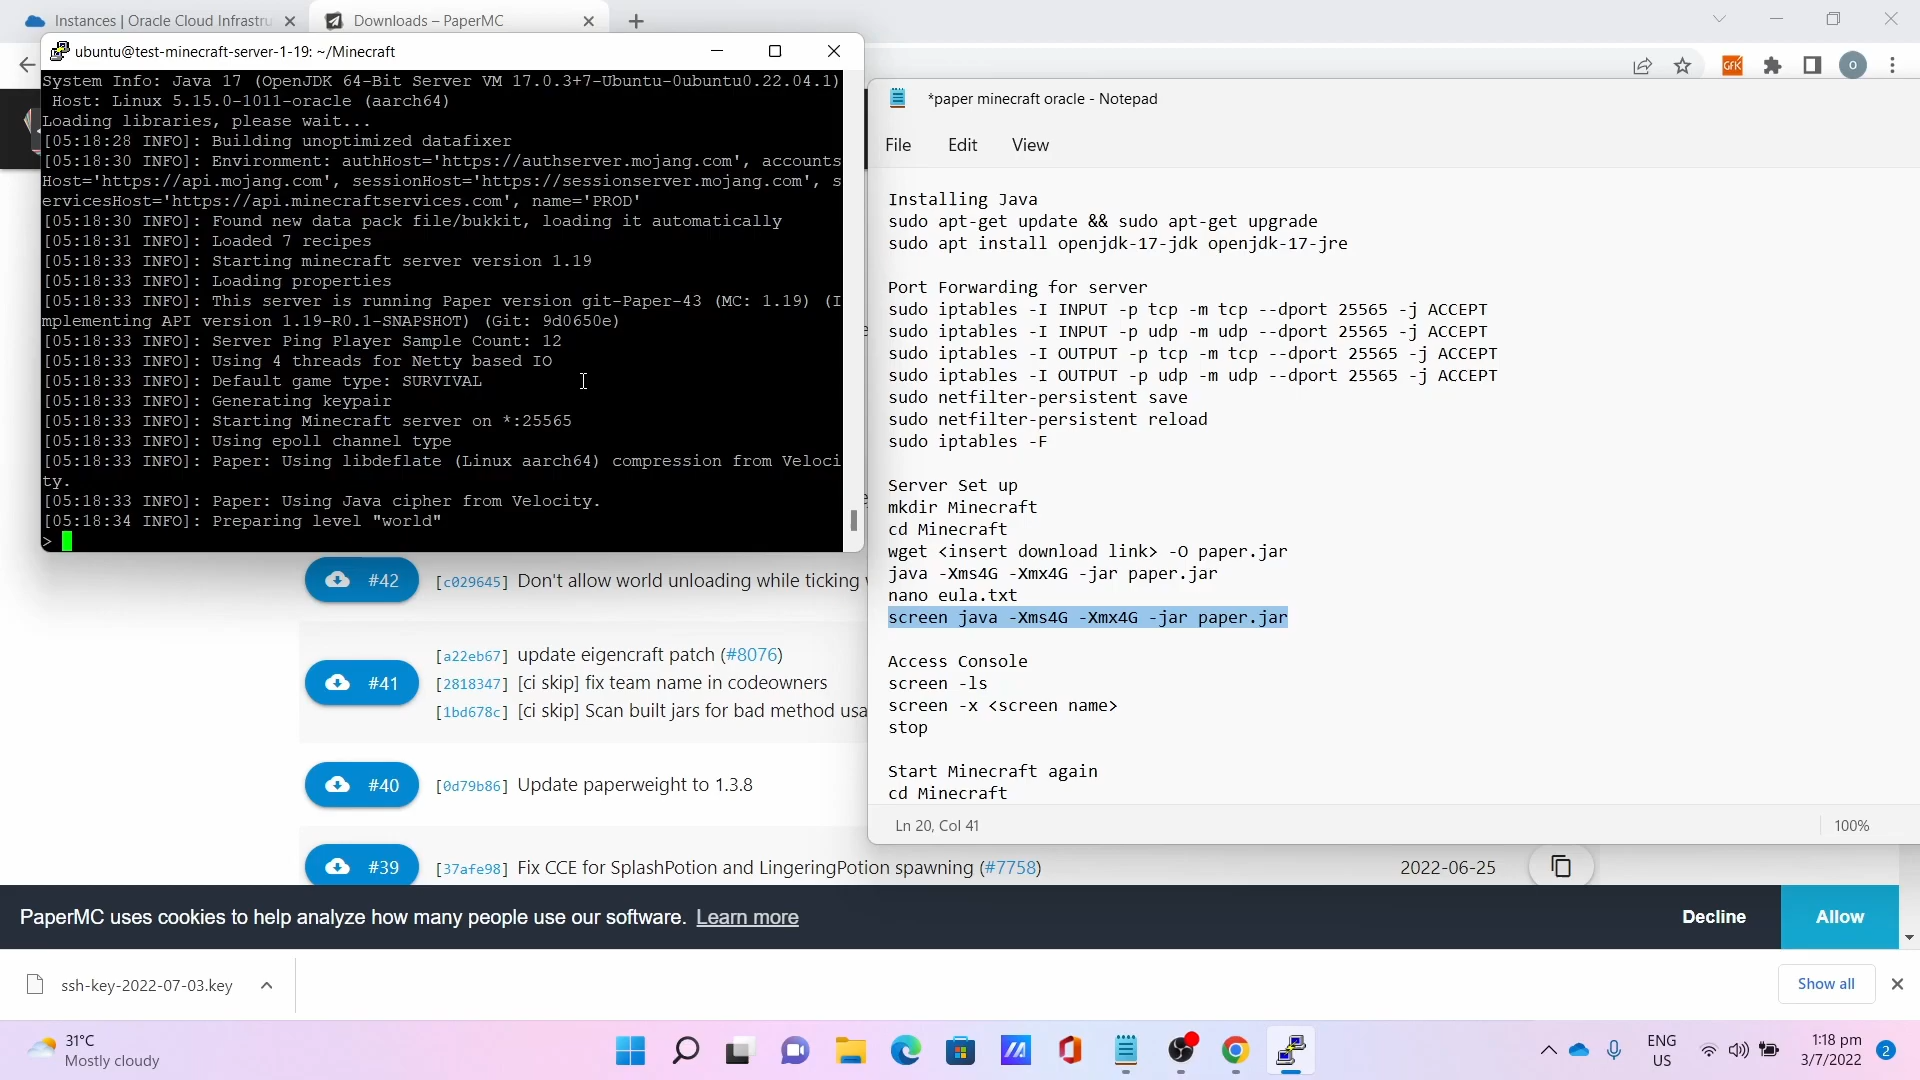 Instances | Oracle Cloud Infrastru
Downloads – PaperMC
ubuntu@test-minecraft-server-1-19: ~/Minecraft
System Info: Java 17 (OpenJDK 64-Bit Server VM 17.0.3+7-Ubuntu-0ubuntu0.22.04.1)
Host: Linux 5.15.0-1011-oracle (aarch64)
Loading libraries, please wait...
[05:18:28 INFO]: Building unoptimized datafixer
[05:18:30 INFO]: Environment: authHost='https://authserver.mojang.com', accounts
Host='https://api.mojang.com', sessionHost='https://sessionserver.mojang.com', s
ervicesHost='https://api.minecraftservices.com', name='PROD'
[05:18:30 INFO]: Found new data pack file/bukkit, loading it automatically
[05:18:31 INFO]: Loaded 7 recipes
[05:18:33 INFO]: Starting minecraft server version 1.19
[05:18:33 INFO]: Loading properties
[05:18:33 INFO]: This server is running Paper version git-Paper-43 (MC: 1.19) (I
mplementing API version 1.19-R0.1-SNAPSHOT) (Git: 9d0650e)
[05:18:33 INFO]: Server Ping Player Sample Count: 12
[05:18:33 INFO]: Using 4 threads for Netty based IO
[05:18:33 INFO]: Default game type: SURVIVAL
[05:18:33 INFO]: Generating keypair
[05:18:33 INFO]: Starting Minecraft server on *:25565
[05:18:33 INFO]: Using epoll channel type
[05:18:33 INFO]: Paper: Using libdeflate (Linux aarch64) compression from Veloci
ty.
[05:18:33 INFO]: Paper: Using Java cipher from Velocity.
[05:18:34 INFO]: Preparing level "world"
>
GFK
O
*paper minecraft oracle - Notepad
File Edit View
Installing Java
sudo apt-get update && sudo apt-get upgrade
sudo apt install openjdk-17-jdk openjdk-17-jre
Port Forwarding for server
sudo iptables -I INPUT -p tcp -m tcp --dport 25565 -j ACCEPT
sudo iptables -I INPUT -p udp -m udp --dport 25565 -j ACCEPT
sudo iptables -I OUTPUT -p tcp -m tcp --dport 25565 -j ACCEPT
sudo iptables -I OUTPUT -p udp -m udp --dport 25565 -j ACCEPT
sudo netfilter-persistent save
sudo netfilter-persistent reload
sudo iptables -F
Server Set up
mkdir Minecraft
cd Minecraft
wget <insert download link> -O paper.jar
java -Xms4G -Xmx4G -jar paper.jar
nano eula.txt
screen java -Xms4G -Xmx4G -jar paper.jar
Access Console
screen -ls
screen -x <screen name>
stop
Start Minecraft again
cd Minecraft
Ln 20, Col 41
100%
#42 [c029645] Don't allow world unloading while ticking
#41 [a22eb67] update eigencraft patch (#8076)
[2818347] [ci skip] fix team name in codeowners
[1bd678c] [ci skip] Scan built jars for bad method usa
#40 [0d79b86] Update paperweight to 1.3.8
#39 [37afe98] Fix CCE for SplashPotion and LingeringPotion spawning (#7758) 2022-06-25
PaperMC uses cookies to help analyze how many people use our software. Learn more
Decline
Allow
ssh-key-2022-07-03.key
Show all
31°C
Mostly cloudy
ENG
US
1:18 pm
3/7/2022
2